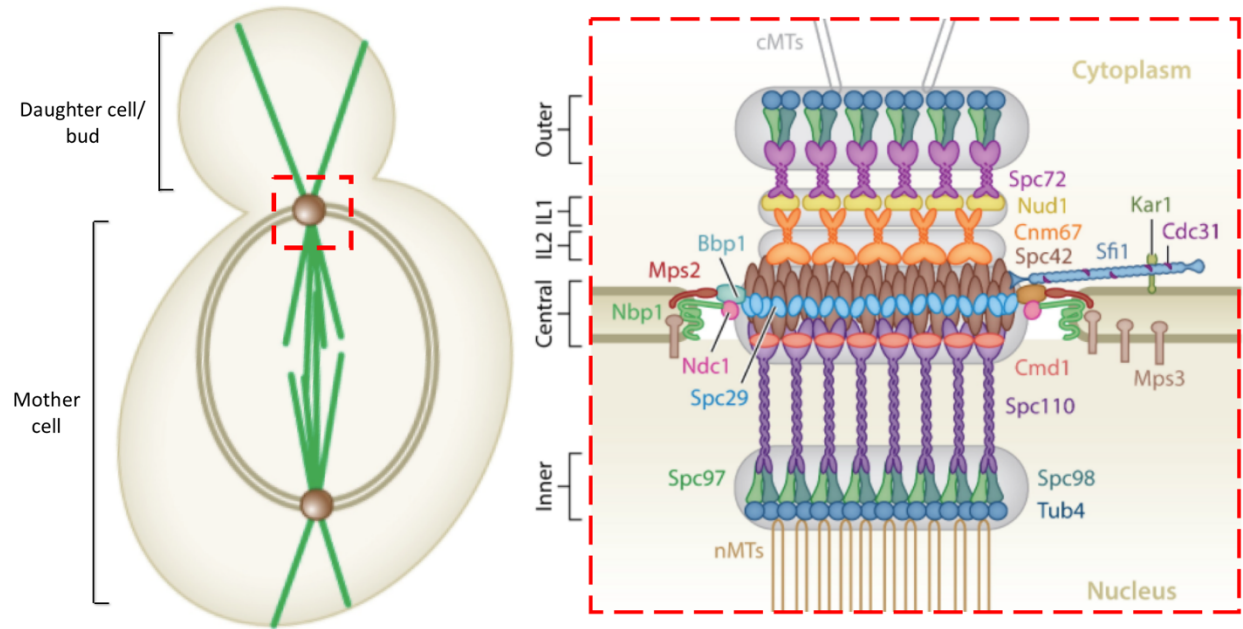 Daughter cell/
bud
Mother
cell
cMTs
Cytoplasm
Outer
IL1
IL2
Central
Inner
Spc72
Nud1
Cnm67
Spc42
Kar1
Cdc31
Sfi1
Bbp1
Mps2
Nbp1
Ndc1
Spc29
Cmd1
Mps3
Spc110
Spc97
Spc98
Tub4
nMTs
Nucleus